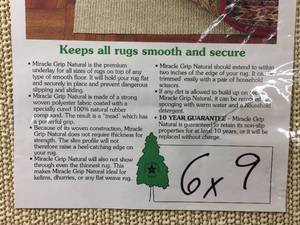 Keeps all rugs smooth and secure
• Miracle Grip Natural is the premium
underlay for all sizes of rugs on top of any
type of smooth floor. It will hold your rug flat
and securely in place and prevent dangerous
slipping and sliding.
• Miracle Grip Natural is made of a strong
woven polyester fabric coated with a
specially cured 100% natural rubber
compound. The result is a "tread" which has
a powerful grip.
• Because of its woven construction, Miracle
Grip Natural does not require thickness for
strength. The slim profile will not
therefore raise a heel-catching edge on
your rug.
• Miracle Grip Natural will also not show
through even the thinnest rug. This
makes Miracle Grip Natural ideal for
kelims, dhurries, or any flat weave rug.
• Miracle Grip Natural should extend to within
two inches of the edge of your rug. It can
trimmed easily with a pair of household
scissors.
• If any dirt is allowed to build up on
Miracle Grip Natural, it can be removed
sponging with warm water and a
detergent.
• 10 YEAR GUARANTEE – Miracle Grip
Natural is guaranteed to retain its non-slip
properties for at least 10 years, or it will be
replaced without charge.
6x9